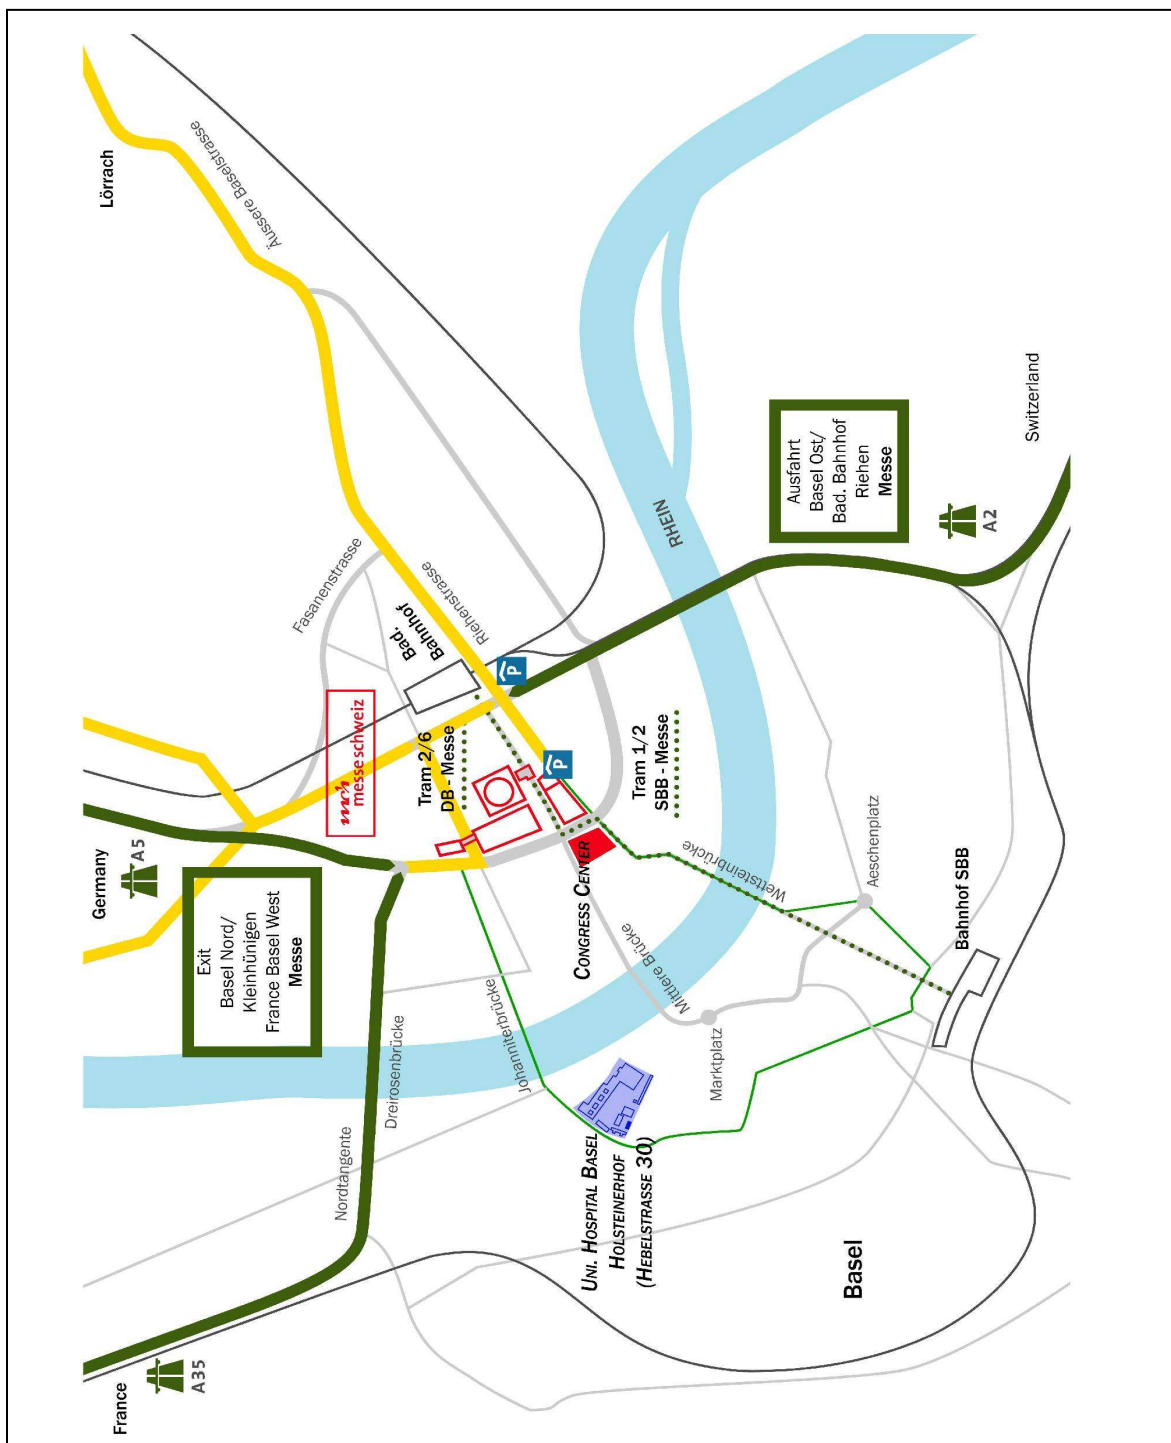 Lörrach
Äussere Baselstrasse
Fasanenstrasse
Riehenstrasse
Bad.
Bahnhof
P
P
mch
messe schweiz
Tram 2/6
DB - Messe
Tram 1/2
SBB - Messe
RHEIN
Ausfahrt
Basel Ost/
Bad. Bahnhof
Riehen
Messe
A2
Switzerland
Germany
A5
Exit
Basel Nord/
Kleinhünigen
France Basel West
Messe
CONGRESS CENTER
Wettsteinbrücke
Mittlere Brücke
Aeschenplatz
Bahnhof SBB
Marktplatz
Johanniterbrücke
Dreirosenbrücke
Nordtangente
UNI. HOSPITAL BASEL
HOLSTEINERHOF
(HEBELSTRASSE 30)
Basel
France
A35